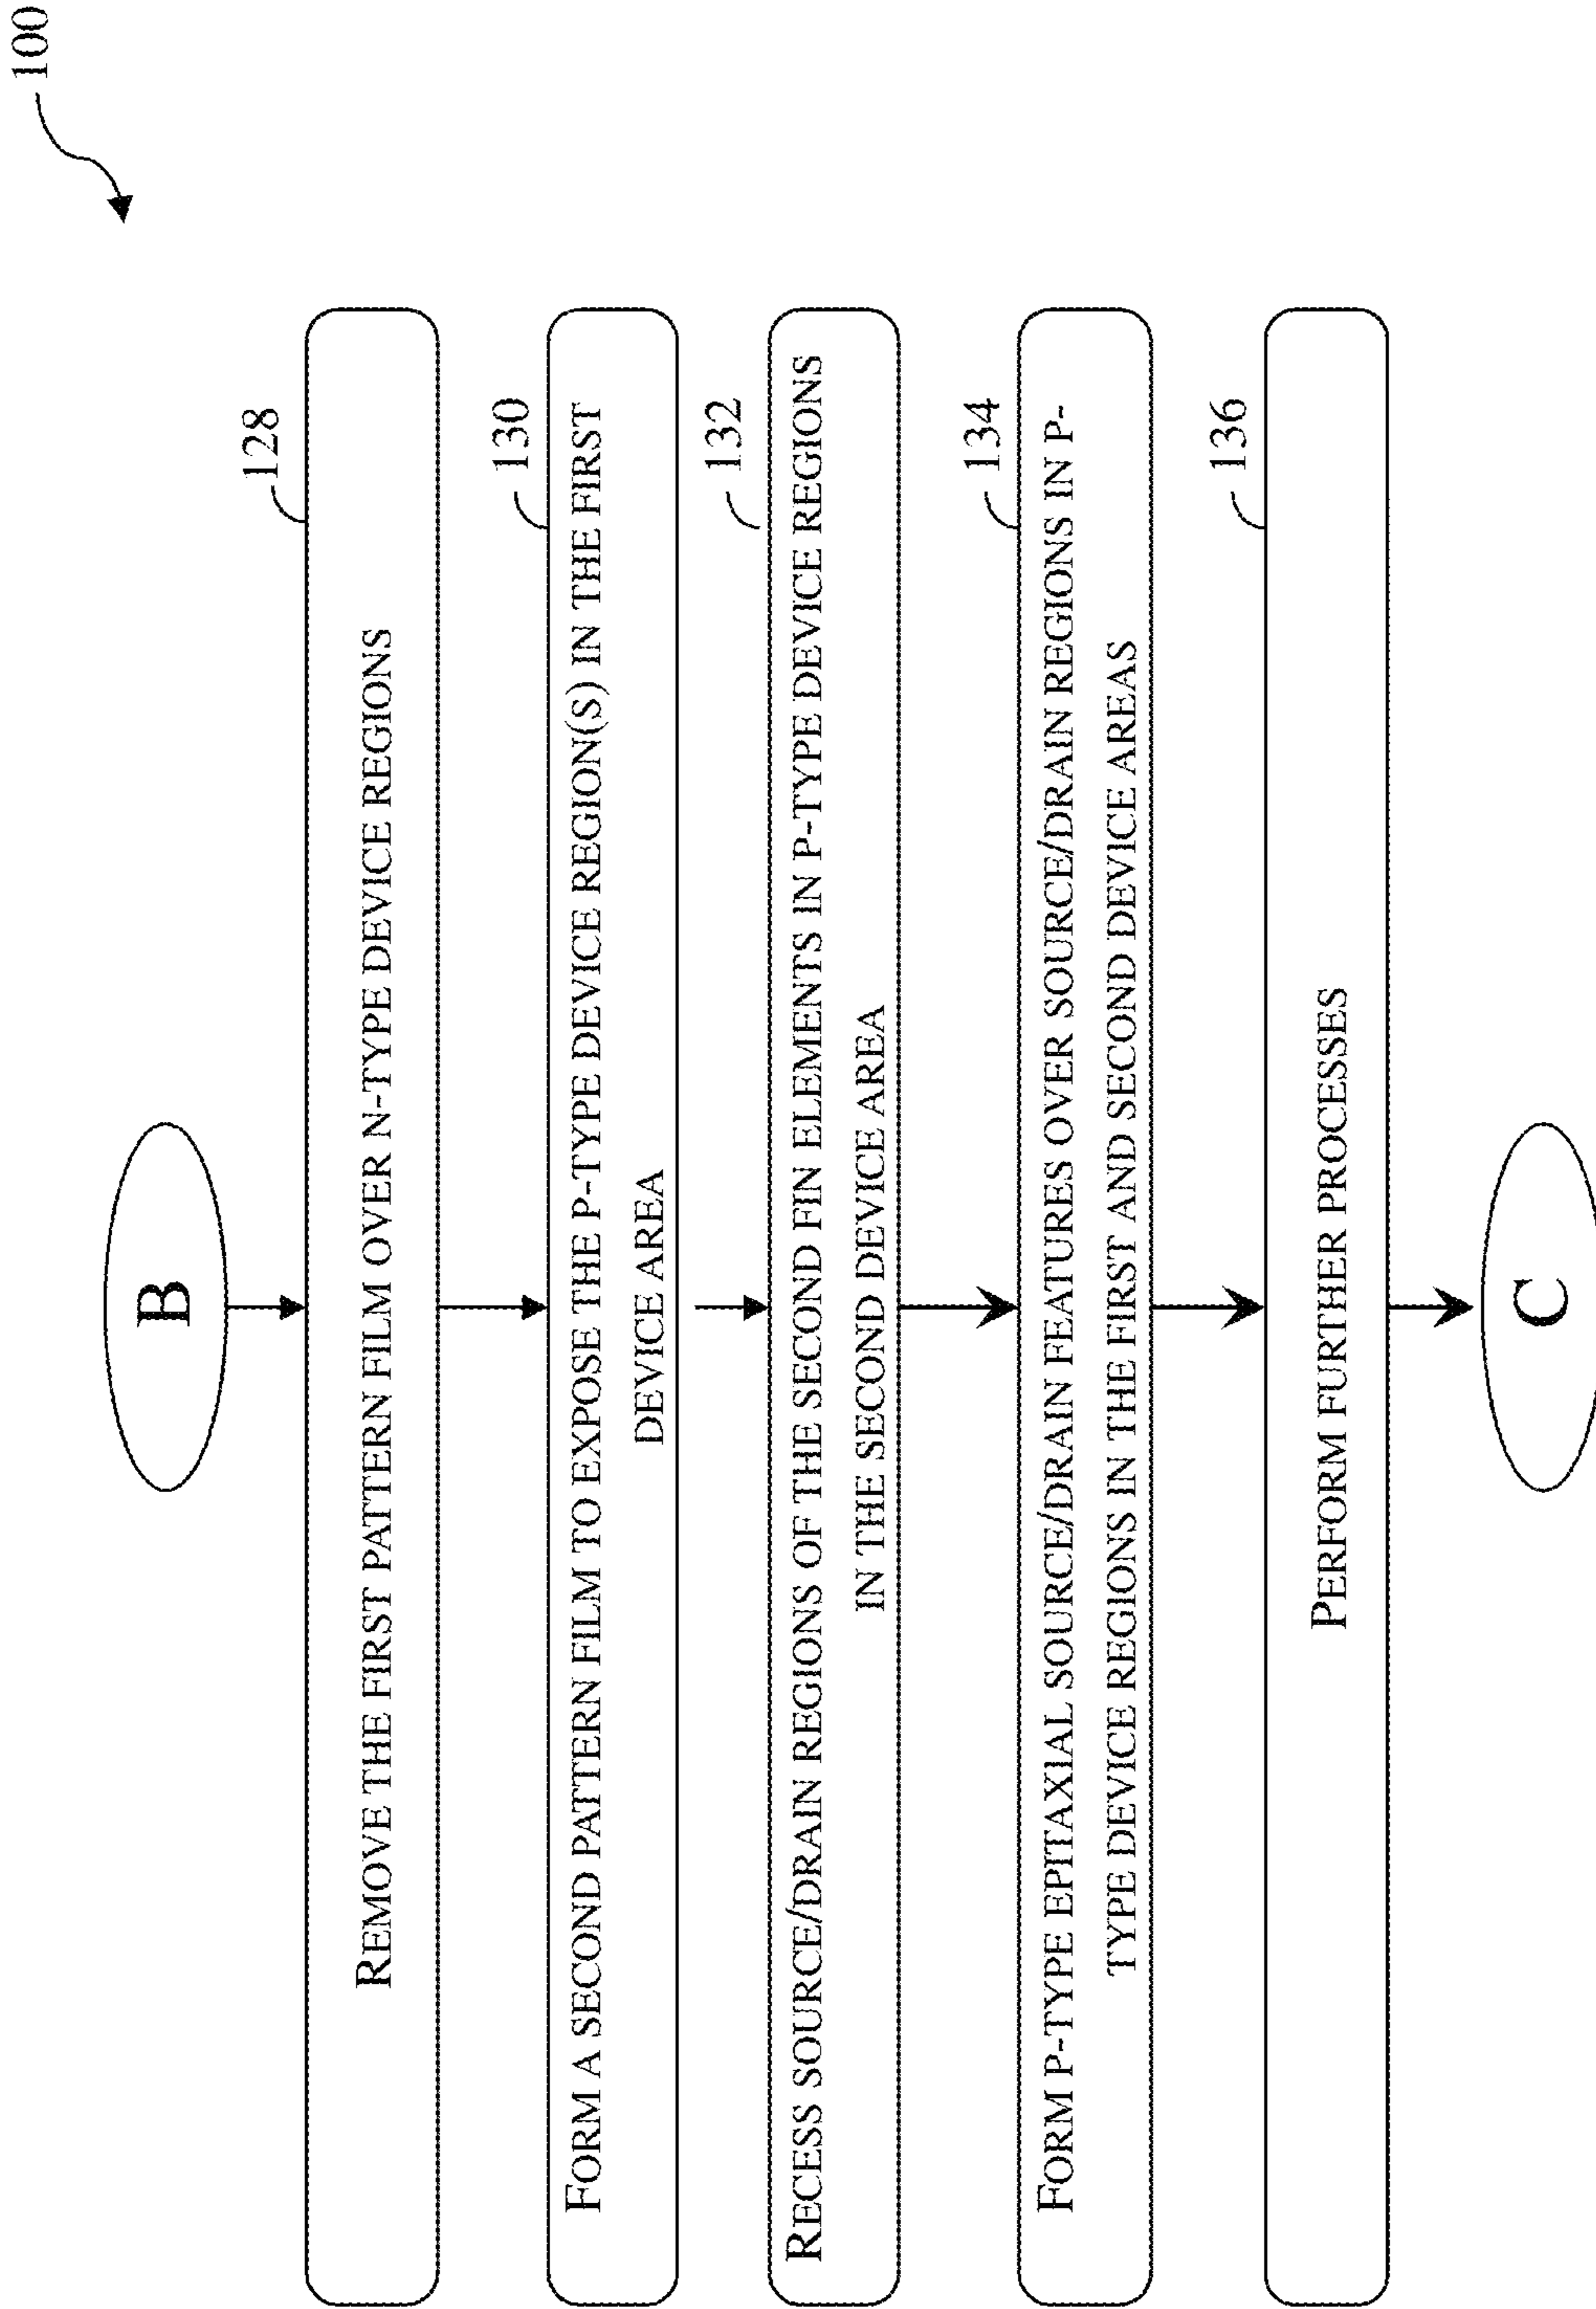 100
B
128
REMOVE THE FIRST PATTERN FILM OVER N-TYPE DEVICE REGIONS
130
FORM A SECOND PATTERN FILM TO EXPOSE THE P-TYPE DEVICE REGION(S) IN THE FIRST
DEVICE AREA
132
RECESS SOURCE/DRAIN REGIONS OF THE SECOND FIN ELEMENTS IN P-TYPE DEVICE REGIONS
IN THE SECOND DEVICE AREA
134
FORM P-TYPE EPITAXIAL SOURCE/DRAIN FEATURES OVER SOURCE/DRAIN REGIONS IN P-
TYPE DEVICE REGIONS IN THE FIRST AND SECOND DEVICE AREAS
136
PERFORM FURTHER PROCESSES
C